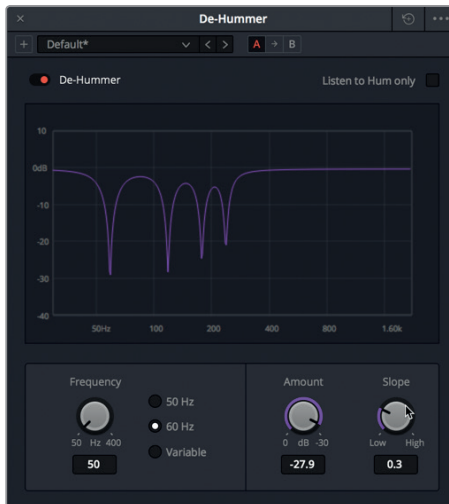 De-Hummer
Default*
A
B
De-Hummer
Listen to Hum only
10
0dB
-10
-20
-30
-40
50Hz
100
200
400
800
1.60k
Frequency
50 Hz 400
50
50 Hz
60 Hz
Variable
Amount
0 dB -30
-27.9
Slope
Low High
0.3